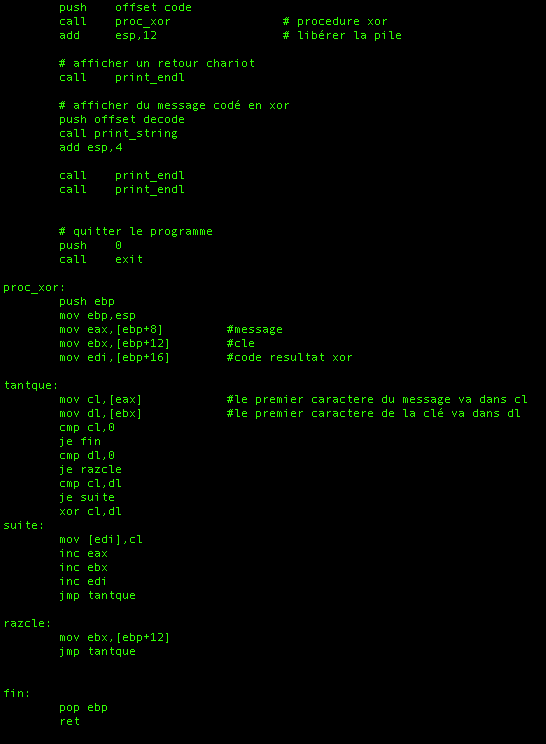 push    offset code
call    proc_xor                # procedure xor
add     esp,12                  # libérer la pile
# afficher un retour chariot
call    print_endl
# afficher du message codé en xor
push offset decode
call print_string
add esp,4
call    print_endl
call    print_endl
# quitter le programme
push    0
call    exit
proc_xor:
push ebp
mov ebp,esp
mov eax,[ebp+8]         #message
mov ebx,[ebp+12]        #cle
mov edi,[ebp+16]        #code resultat xor
tantque:
mov cl,[eax]            #le premier caractere du message va dans cl
mov dl,[ebx]            #le premier caractere de la clé va dans dl
cmp cl,0
je fin
cmp dl,0
je razcle
cmp cl,dl
je suite
xor cl,dl
suite:
mov [edi],cl
inc eax
inc ebx
inc edi
jmp tantque
razcle:
mov ebx,[ebp+12]
jmp tantque
fin:
pop ebp
ret